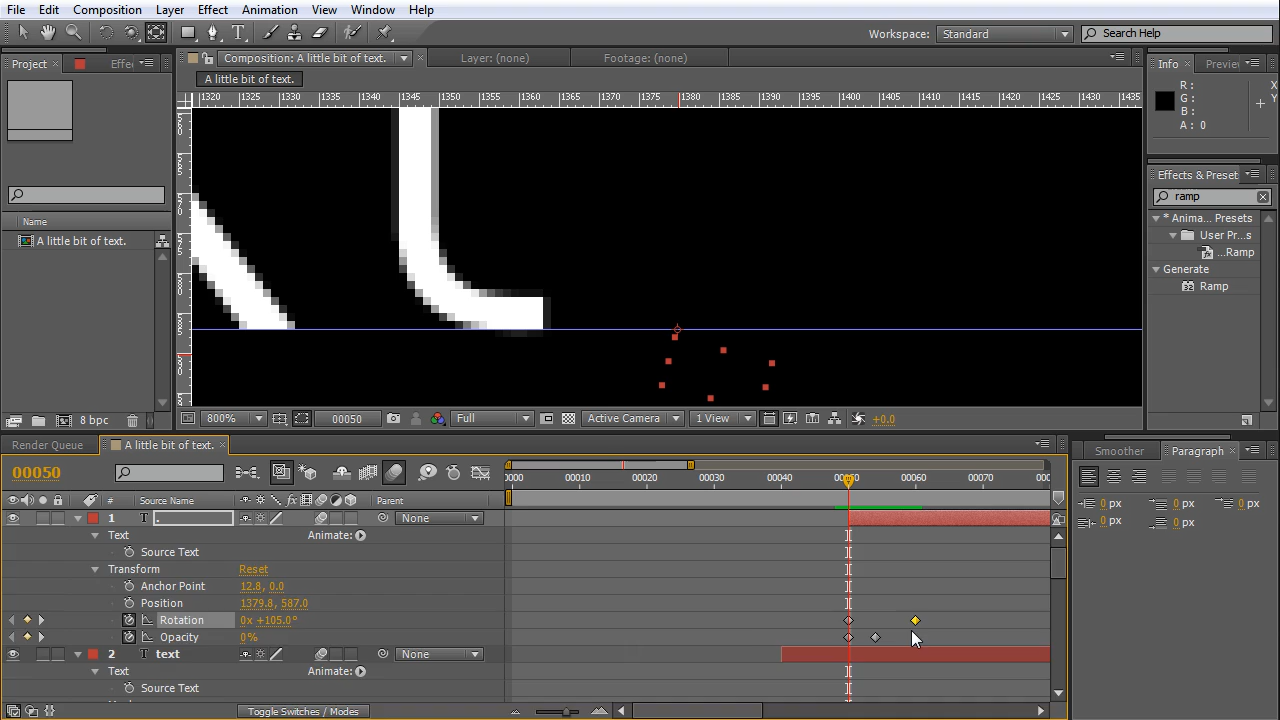 File Edit Composition Layer Effect Animation View Window Help
Workspace: Standard Search Help
Project Effe Composition: A little bit of text. Layer: (none) Footage: (none) Info Previe
A little bit of text.
1320 1325 1330 1335 1340 1345 1350 1355 1360 1365 1370 1375 1380 1385 1390 1395 1400 1405 1410 1415 1420 1425 1430 1435
R : X
G : Y
B :
A : 0
Effects & Preset
ramp
Name
* Anima... Presets
A little bit of text.
User Pr...s
...Ramp
Generate
Ramp
8 bpc 800% 00050 Full Active Camera 1 View +0.0
Render Queue A little bit of text. Smoother Paragraph
00050
0000 00010 00020 00030 00040 00050 00060 00070
# Source Name fx Parent
0 px 0 px 0 px
0 px 0 px
1 T . None
Text Animate:
Source Text
Transform Reset
Anchor Point 12.8, 0.0
Position 1379.8, 587.0
Rotation 0x +105.0°
Opacity 0%
2 T text None
Text Animate:
Source Text
Toggle Switches / Modes